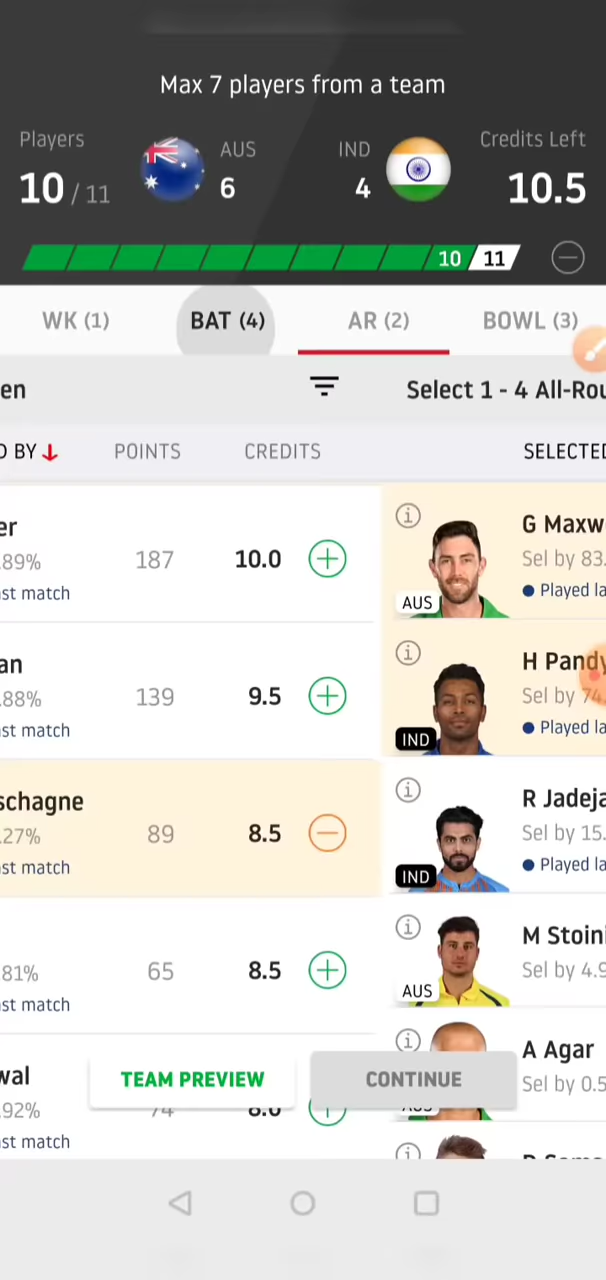 Max 7 players from a team
Players AUS IND Credits Left
10 / 11 6 4 10.5
10 11
WK (1) BAT (4) AR (2) BOWL (3)
en Select 1 - 4 All-Rou
D BY POINTS CREDITS SELECTED
er 187 10.0
.89%
st match
an 139 9.5
.88%
st match
schagne 89 8.5
.27%
st match
65 8.5
.81%
st match
wal
.92% 74
st match
G Maxw
Sel by 83.
Played la
AUS
H Pandy
Sel by 74.
Played la
IND
R Jadeja
Sel by 15.
Played la
IND
M Stoini
Sel by 4.9
AUS
A Agar
Sel by 0.5
TEAM PREVIEW CONTINUE